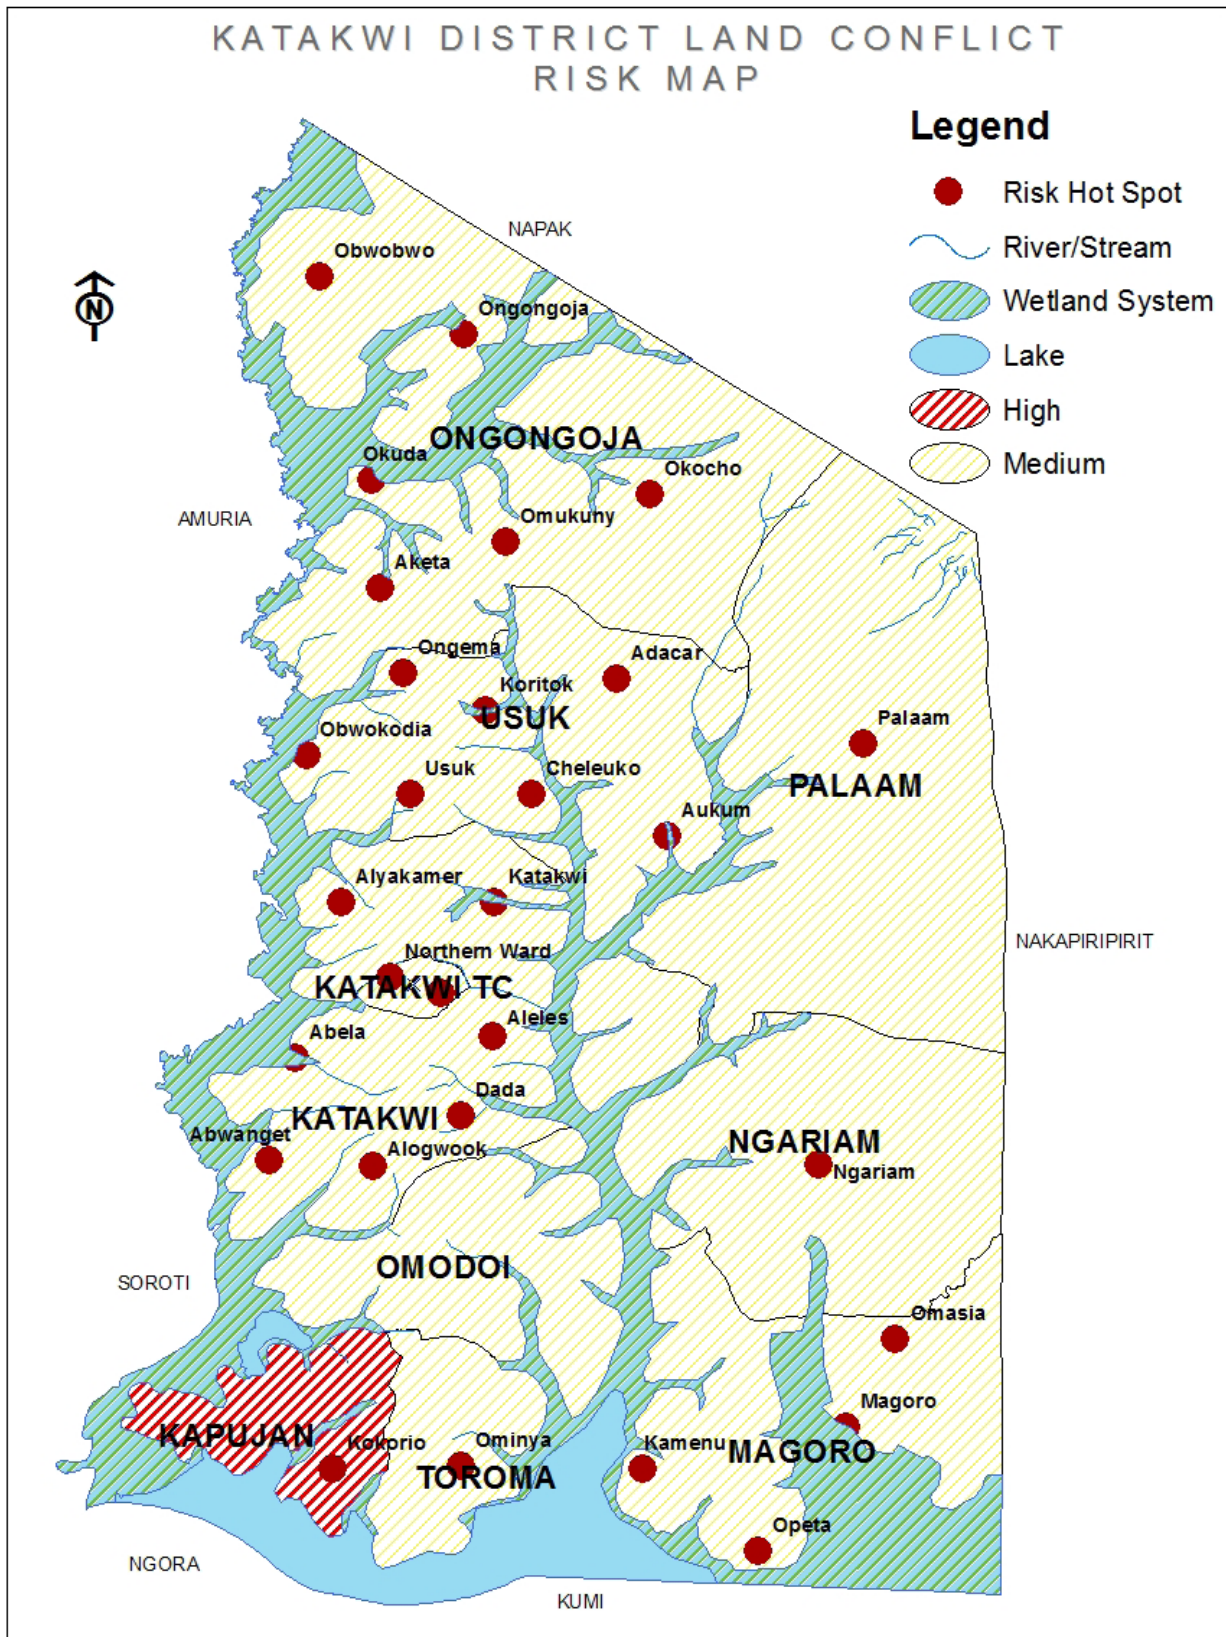 KATAKWI DISTRICT LAND CONFLICT
RISK MAP
Legend
Risk Hot Spot
River/Stream
Wetland System
Lake
High
Medium
N
NAPAK
Obwobwo
Ongongoja
ONGONGOJA
Okuda
Okocho
AMURIA
Omukuny
Aketa
Ongema
Adacar
Koritok
USUK
Obwokodia
Palaam
Usuk
Cheleuko
PALAAM
Aukum
Alyakamer
Katakwi
NAKAPIRIPIRIT
Northern Ward
KATAKWI TC
Abela
Aleles
Dada
KATAKWI
Abwanget
Alogwook
NGARIAM
Ngariam
OMODOI
SOROTI
Omasia
Magoro
KAPUJAN
Kokorio
Ominya
TOROMA
Kamenu
MAGORO
Opeta
NGORA
KUMI